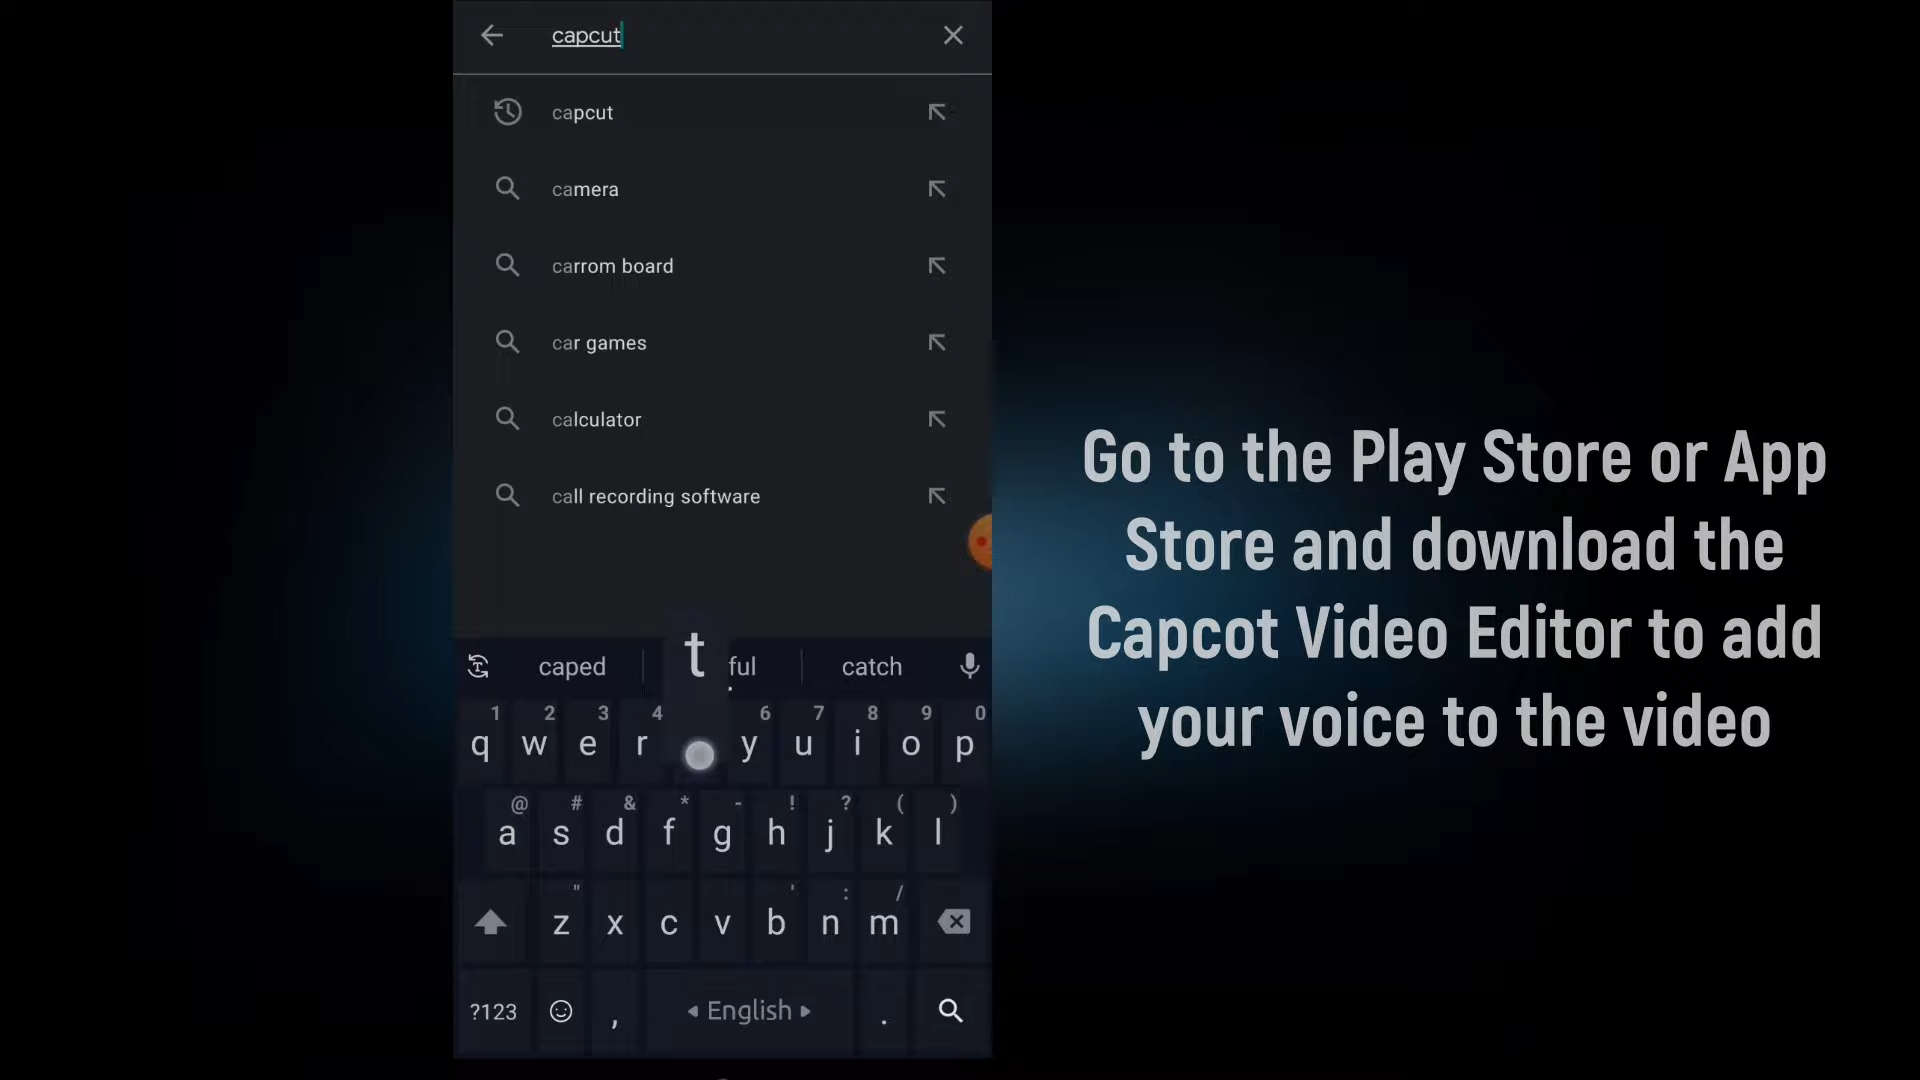 capcut
capcut
camera
carrom board
car games
calculator
call recording software
caped t ful catch
1 2 3 4 6 7 8 9 0
q w e r y u i o p
@ # & * - ! ? ( )
a s d f g h j k l
" ' : /
z x c v b n m
?123 , English .
Go to the Play Store or App
Store and download the
Capcot Video Editor to add
your voice to the video